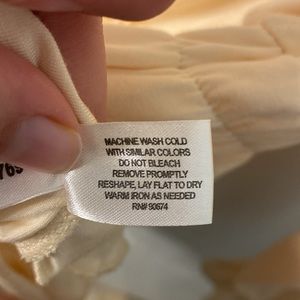 MACHINE WASH COLD
WITH SIMILAR COLORS
DO NOT BLEACH
REMOVE PROMPTLY
RESHAPE, LAY FLAT TO DRY
WARM IRON AS NEEDED
RN# 90874